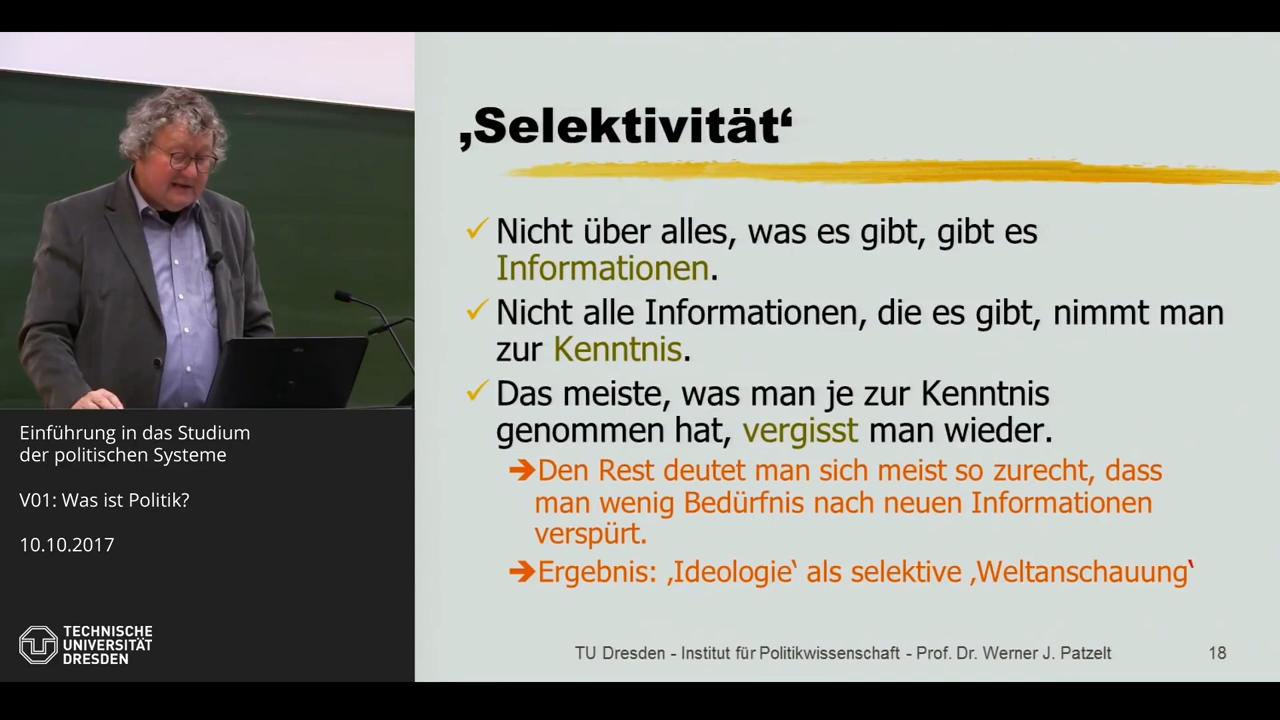 ‚Selektivität‘
Nicht über alles, was es gibt, gibt es
Informationen.
Nicht alle Informationen, die es gibt, nimmt man
zur Kenntnis.
Das meiste, was man je zur Kenntnis
genommen hat, vergisst man wieder.
Den Rest deutet man sich meist so zurecht, dass
man wenig Bedürfnis nach neuen Informationen
verspürt.
Ergebnis: ‚Ideologie‘ als selektive ‚Weltanschauung‘
TU Dresden - Institut für Politikwissenschaft - Prof. Dr. Werner J. Patzelt
18
Einführung in das Studium
der politischen Systeme
V01: Was ist Politik?
10.10.2017
TECHNISCHE
UNIVERSITÄT
DRESDEN